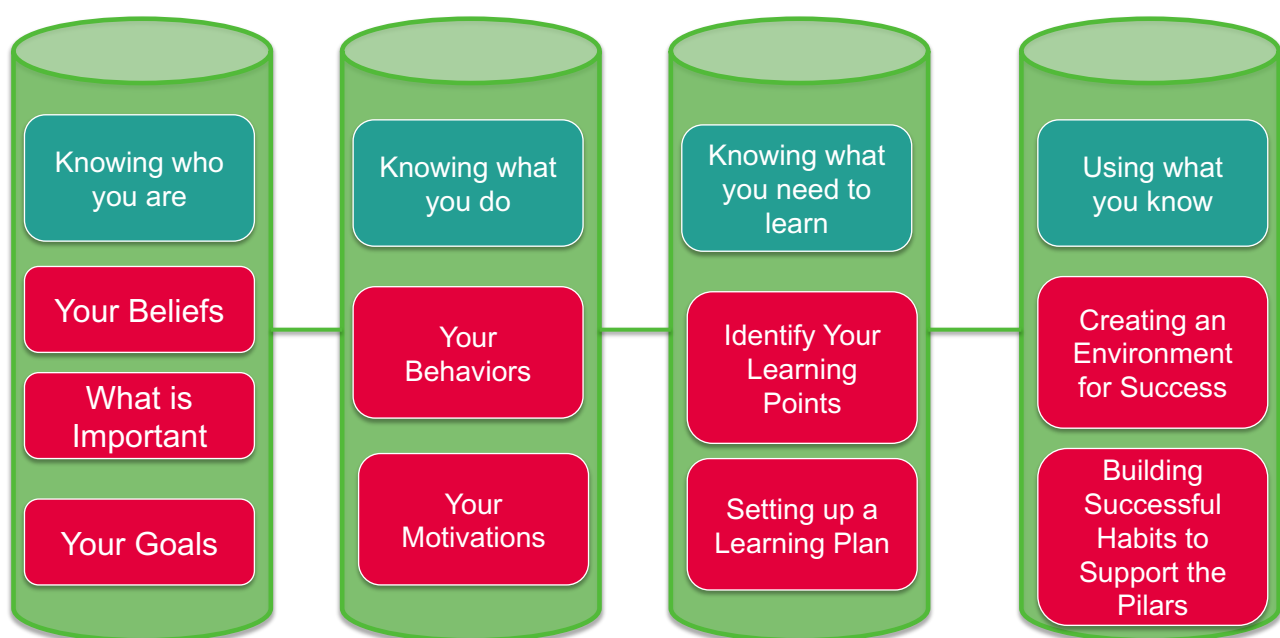 Knowing who
you are
Your Beliefs
What is
Important
Your Goals
Knowing what
you do
Your
Behaviors
Your
Motivations
Knowing what
you need to
learn
Identify Your
Learning
Points
Setting up a
Learning Plan
Using what
you know
Creating an
Environment
for Success
Building
Successful
Habits to
Support the
Pilars